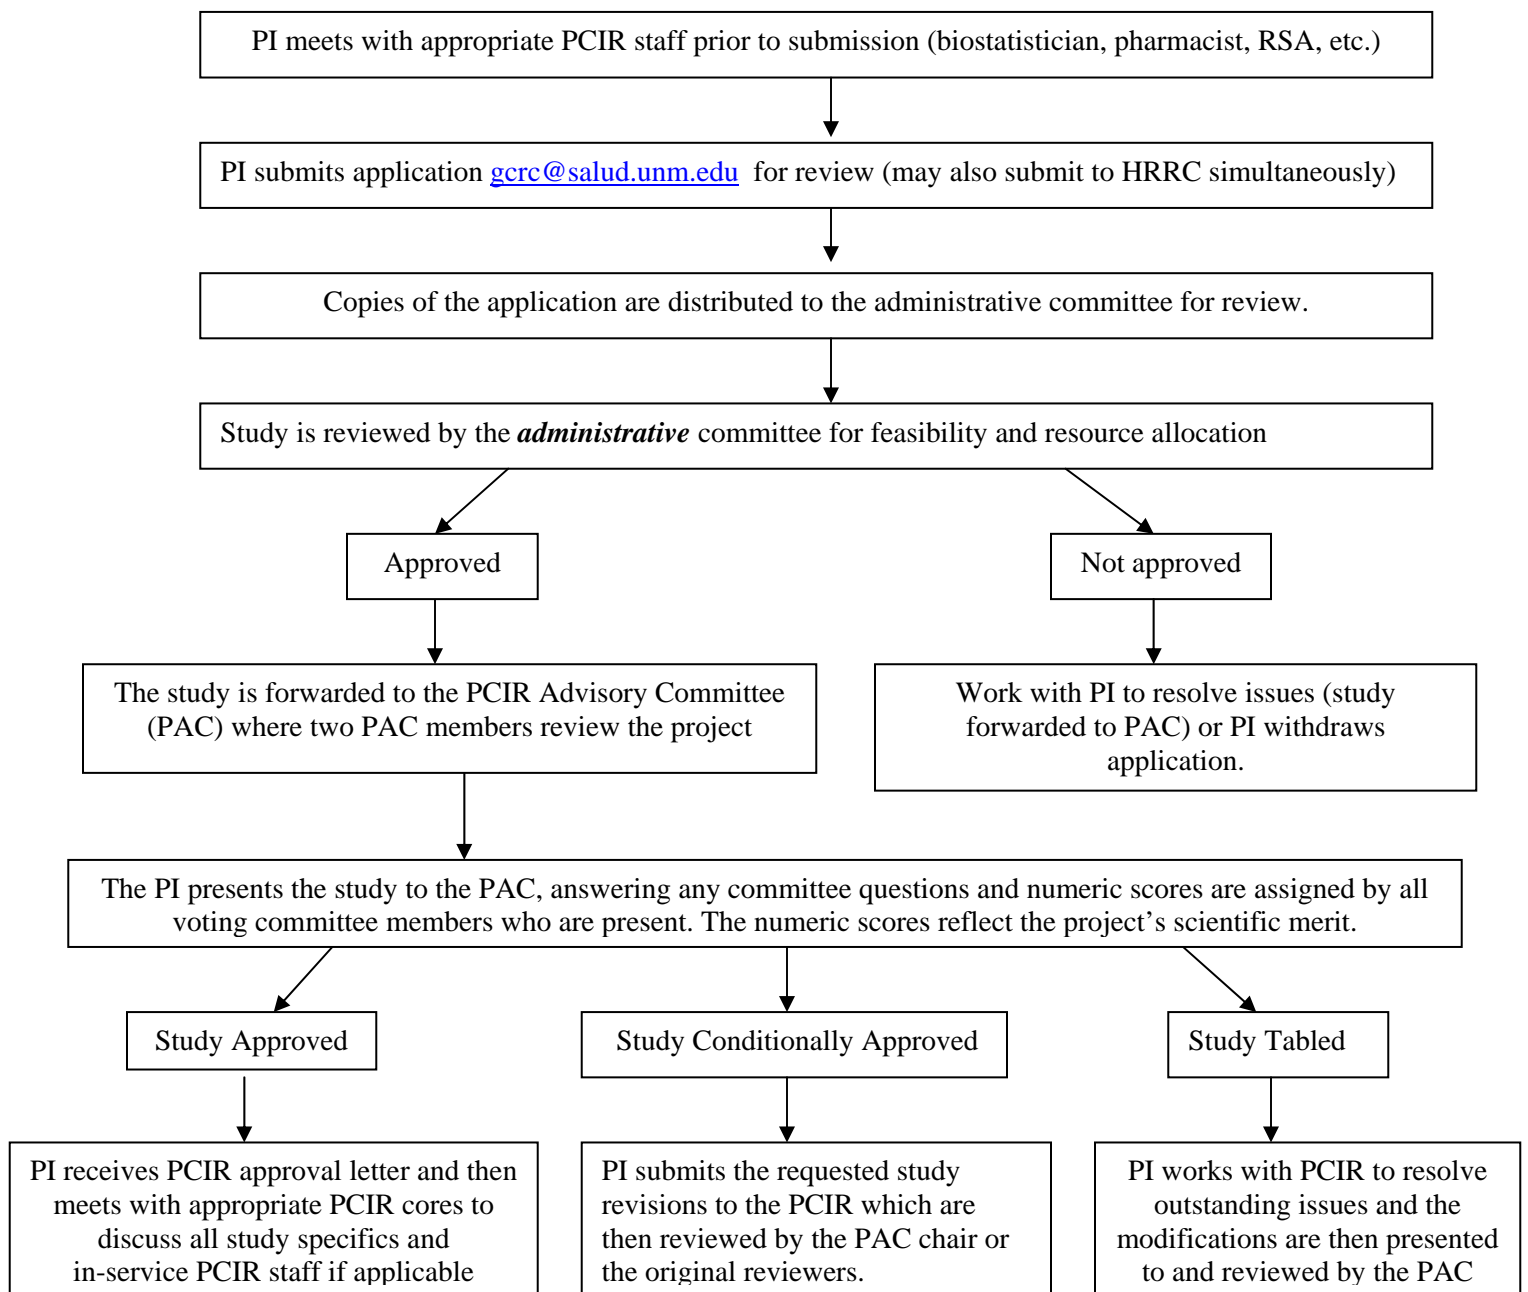 PI meets with appropriate PCIR staff prior to submission (biostatistician, pharmacist, RSA, etc.)
PI submits application gcrc@salud.unm.edu for review (may also submit to HRRC simultaneously)
Copies of the application are distributed to the administrative committee for review.
Study is reviewed by the administrative committee for feasibility and resource allocation
Approved
Not approved
The study is forwarded to the PCIR Advisory Committee
(PAC) where two PAC members review the project
Work with PI to resolve issues (study
forwarded to PAC) or PI withdraws
application.
The PI presents the study to the PAC, answering any committee questions and numeric scores are assigned by all
voting committee members who are present. The numeric scores reflect the project’s scientific merit.
Study Approved
Study Conditionally Approved
Study Tabled
PI receives PCIR approval letter and then
meets with appropriate PCIR cores to
discuss all study specifics and
in-service PCIR staff if applicable
PI submits the requested study
revisions to the PCIR which are
then reviewed by the PAC chair or
the original reviewers.
PI works with PCIR to resolve
outstanding issues and the
modifications are then presented
to and reviewed by the PAC